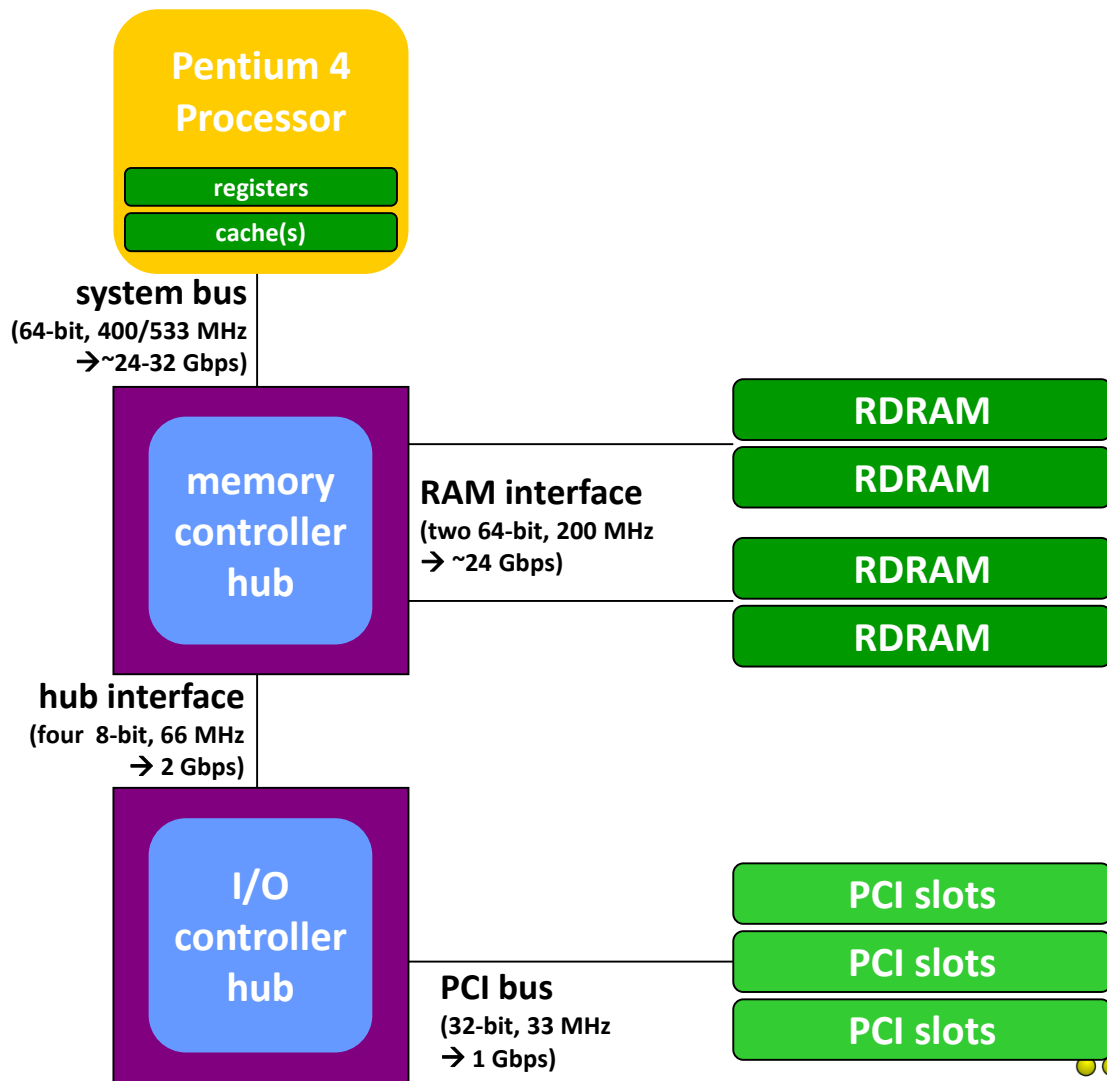 Pentium 4
Processor
registers
cache(s)
system bus
(64-bit, 400/533 MHz
→~24-32 Gbps)
memory
controller
hub
RAM interface
(two 64-bit, 200 MHz
→ ~24 Gbps)
RDRAM
RDRAM
RDRAM
RDRAM
hub interface
(four 8-bit, 66 MHz
→ 2 Gbps)
I/O
controller
hub
PCI bus
(32-bit, 33 MHz
→ 1 Gbps)
PCI slots
PCI slots
PCI slots